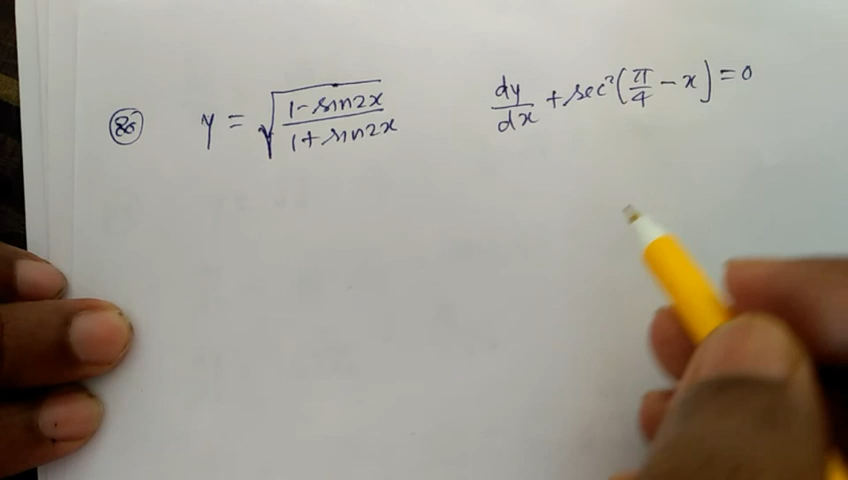 (86) y = √((1 - sin2x)/(1 + sin2x)) dy/dx + sec²(π/4 - x) = 0